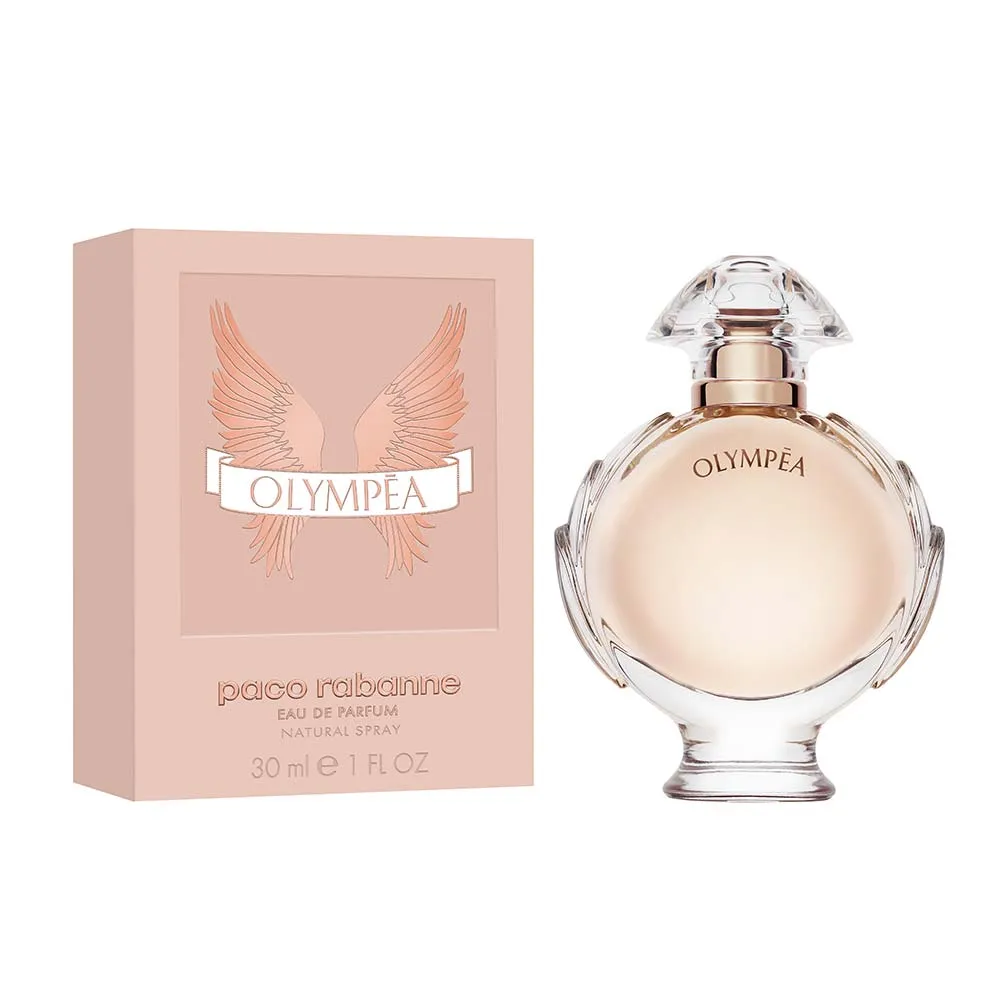 OLYMPĒA
paco rabanne
EAU DE PARFUM
NATURAL SPRAY
30 ml ℮ 1 FL OZ
OLYMPĒA